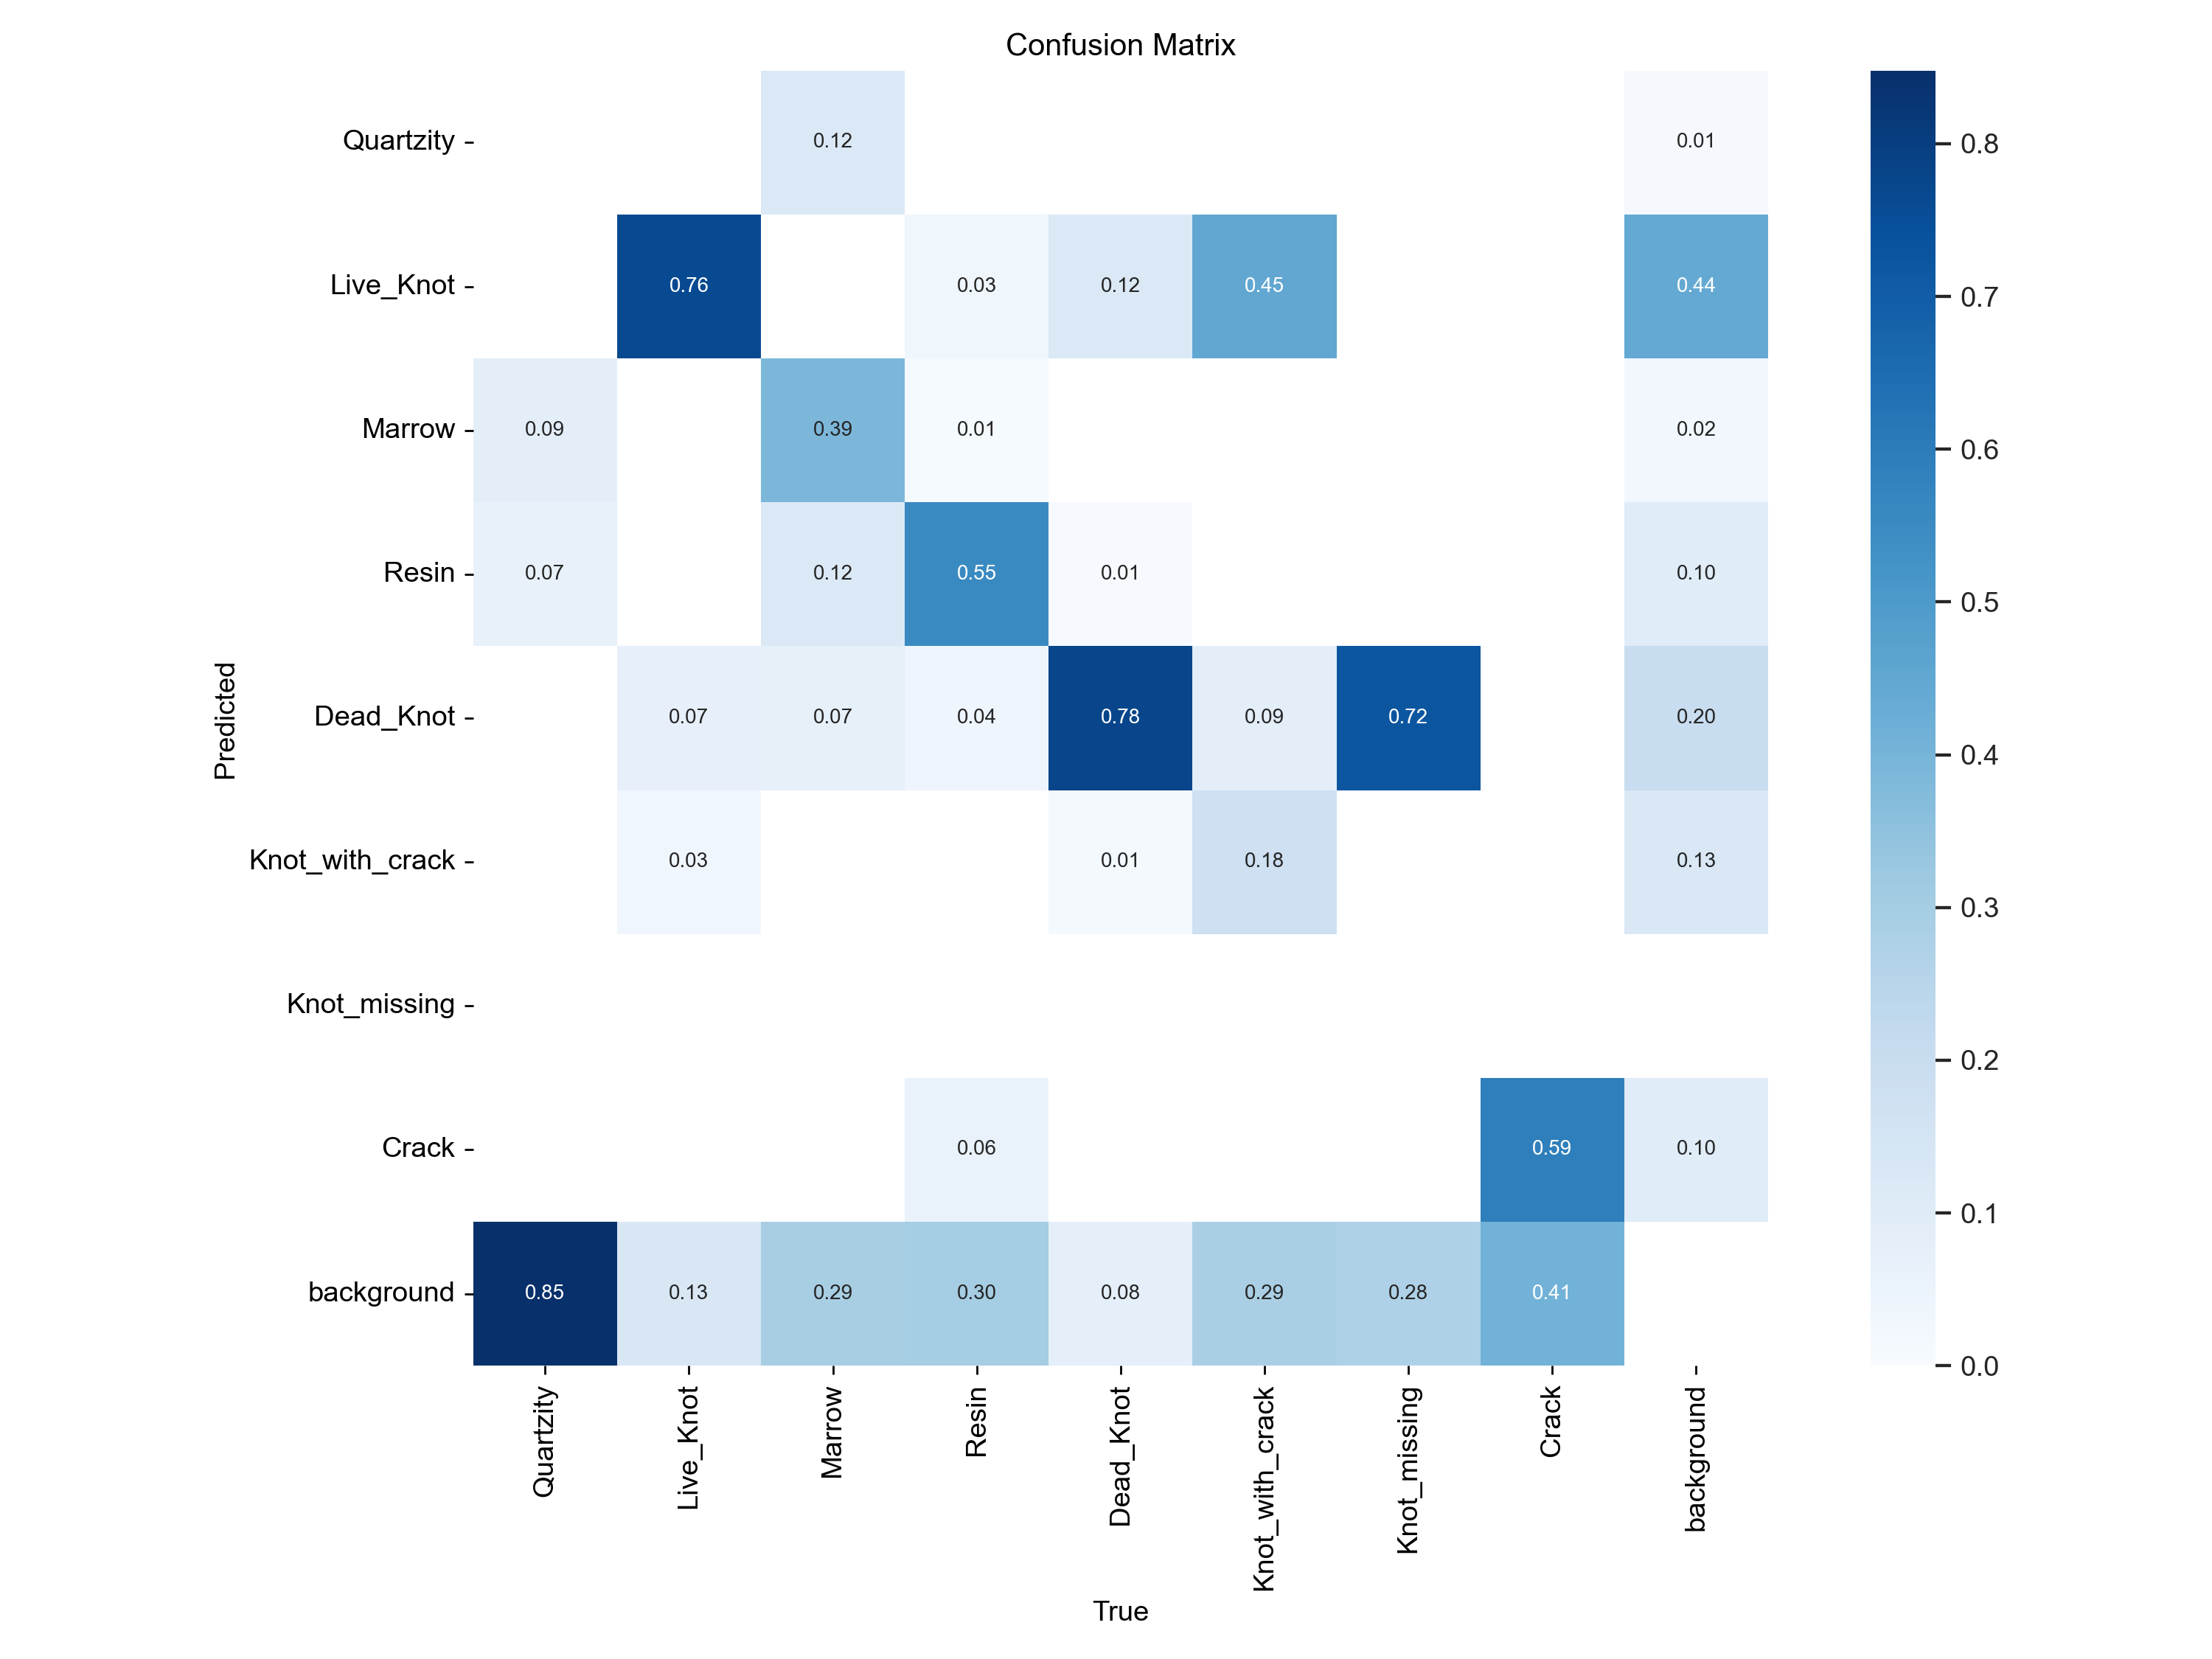 Confusion Matrix
Quartzity
0.12
0.01
0.8
Live_Knot
0.76
0.03
0.12
0.45
0.44
0.7
Marrow
0.09
0.39
0.01
0.02
0.6
Resin
0.07
0.12
0.55
0.01
0.10
0.5
Predicted
Dead_Knot
0.07
0.07
0.04
0.78
0.09
0.72
0.20
0.4
Knot_with_crack
0.03
0.01
0.18
0.13
0.3
Knot_missing
0.2
Crack
0.06
0.59
0.10
0.1
background
0.85
0.13
0.29
0.30
0.08
0.29
0.28
0.41
0.0
Quartzity
Live_Knot
Marrow
Resin
Dead_Knot
Knot_with_crack
Knot_missing
Crack
background
True